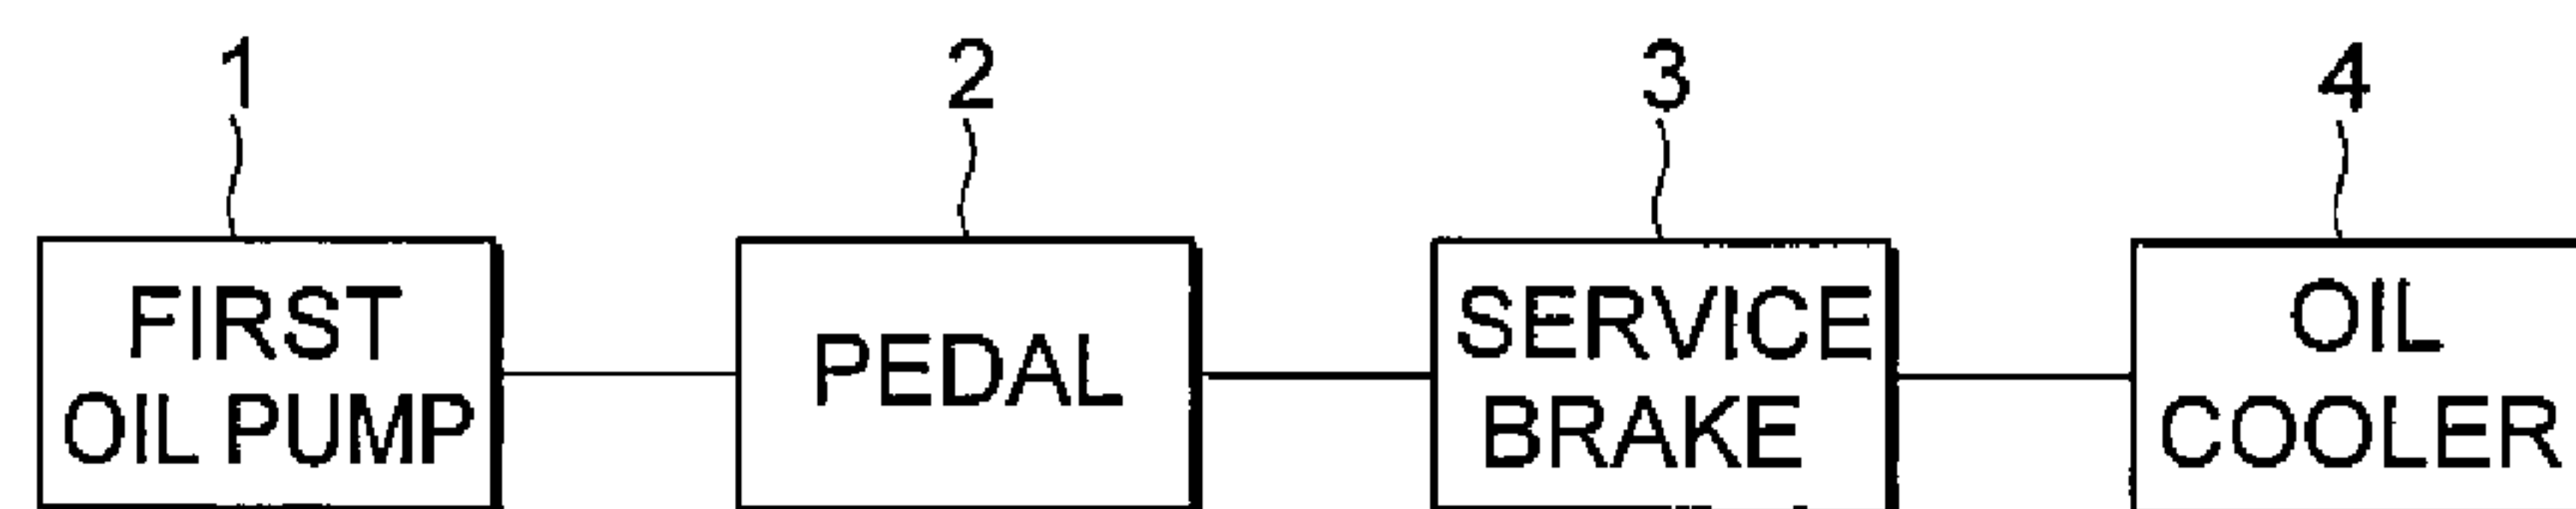 1 2 3 4
FIRST
OIL PUMP
PEDAL
SERVICE
BRAKE
OIL
COOLER